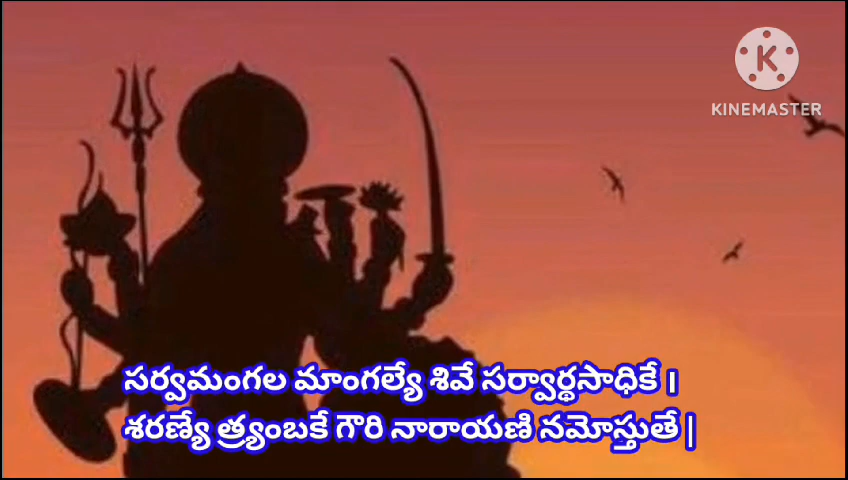 KINEMASTER
సర్వమంగల మాంగల్యే శివే సర్వార్థసాధికే ।
శరణ్యే త్ర్యంబకే గౌరి నారాయణి నమోస్తుతే |